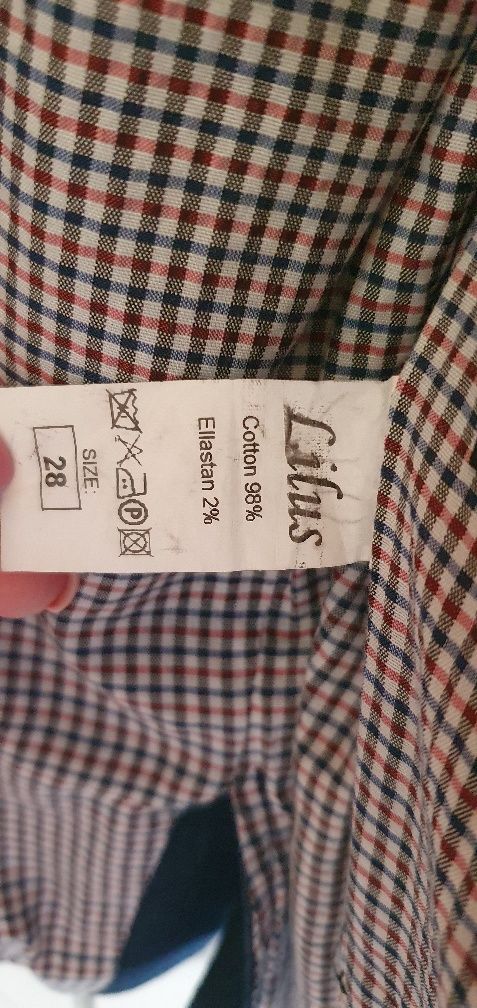 Lilus
Cotton 98%
Ellastan 2%
P
SIZE:
28